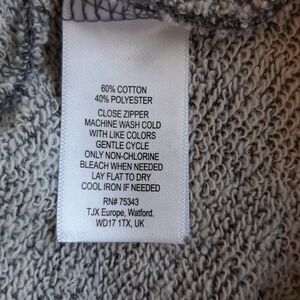 60% COTTON
40% POLYESTER
CLOSE ZIPPER
MACHINE WASH COLD
WITH LIKE COLORS
GENTLE CYCLE
ONLY NON-CHLORINE
BLEACH WHEN NEEDED
LAY FLAT TO DRY
COOL IRON IF NEEDED
RN# 75343
TJX Europe, Watford.
WD17 1TX, UK